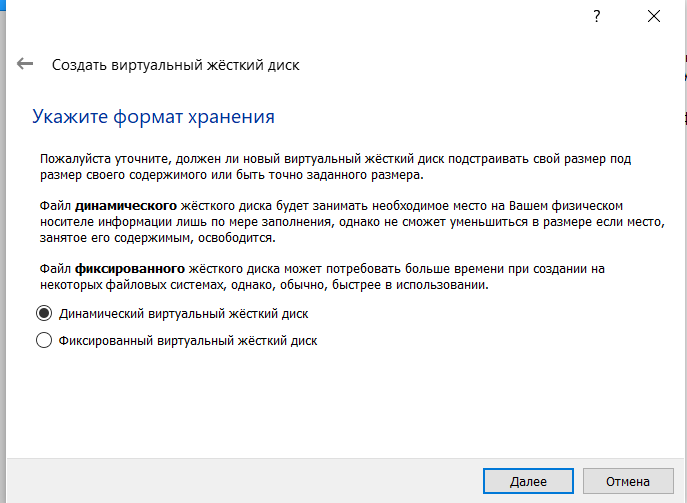 ?
Создать виртуальный жёсткий диск
Укажите формат хранения
Пожалуйста уточните, должен ли новый виртуальный жёсткий диск подстраивать свой размер под
размер своего содержимого или быть точно заданного размера.
Файл динамического жёсткого диска будет занимать необходимое место на Вашем физическом
носителе информации лишь по мере заполнения, однако не сможет уменьшиться в размере если место,
занятое его содержимым, освободится.
Файл фиксированного жёсткого диска может потребовать больше времени при создании на
некоторых файловых системах, однако, обычно, быстрее в использовании.
Динамический виртуальный жёсткий диск
Фиксированный виртуальный жёсткий диск
Далее Отмена